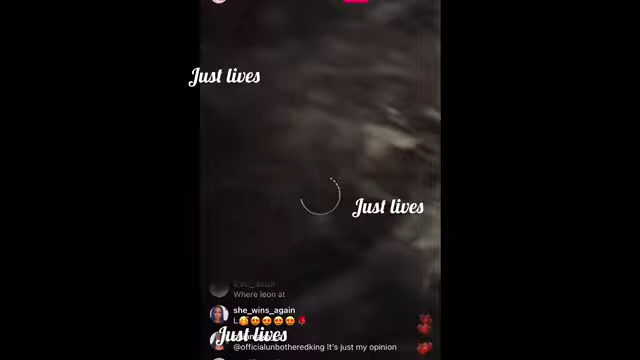 Just lives
Just lives
Where leon at
she_wins_again
L
Just lives
@officialunbotheredking It's just my opinion